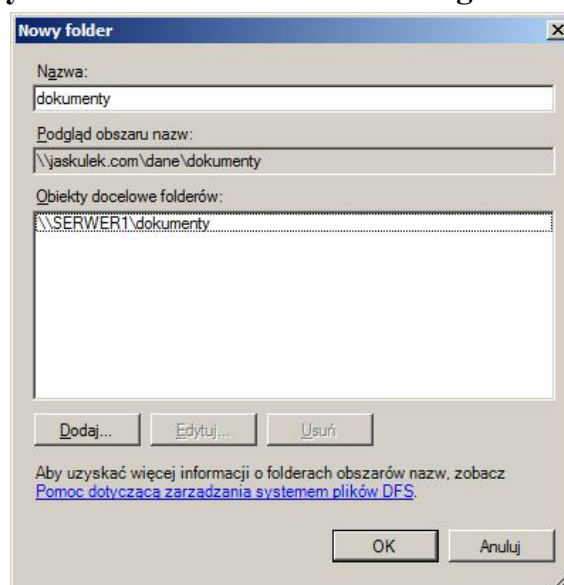 Nowy folder
Nazwa:
dokumenty
Podgląd obszaru nazw:
\\jaskulek.com\dane\dokumenty
Obiekty docelowe folderów:
\\SERWER1\dokumenty
Dodaj... Edytuj... Usuń
Aby uzyskać więcej informacji o folderach obszarów nazw, zobacz
Pomoc dotyczącą zarządzania systemem plików DFS.
OK Anuluj